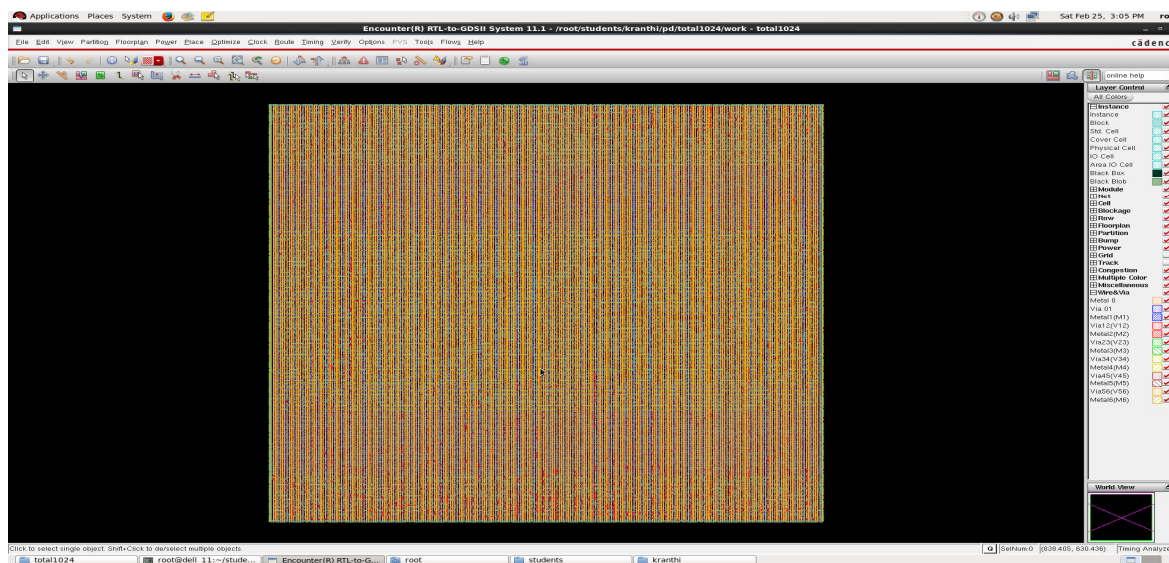 Applications Places System
Sat Feb 25, 3:05 PM ro
Encounter(R) RTL-to-GDSII System 11.1 - /root/students/kranthi/pd/total1024/work - total1024
File Edit View Partition Floorplan Power Place Optimize Clock Route Timing Verify Options PVS Tools Flows Help
cādenc
online help
Layer Control
All Colors
Instance
Instance
Block
Std. Cell
Cover Cell
Physical Cell
IO Cell
Area IO Cell
Black Box
Black Blob
Module
Net
Cell
Blockage
Row
Floorplan
Partition
Bump
Power
Grid
Track
Congestion
Multiple Color
Miscellaneous
Wire&Via
Metal 0
Via 01
Metal1(M1)
Via12(V12)
Metal2(M2)
Via23(V23)
Metal3(M3)
Via34(V34)
Metal4(M4)
Via45(V45)
Metal5(M5)
Via56(V56)
Metal6(M6)
World View
Click to select single object. Shift+Click to de/select multiple objects.
Q SelNum:0 (838.405, 630.436) Timing Analyze
total1024 root@dell 11:~/stude... Encounter(R) RTL-to-G... root students kranthi